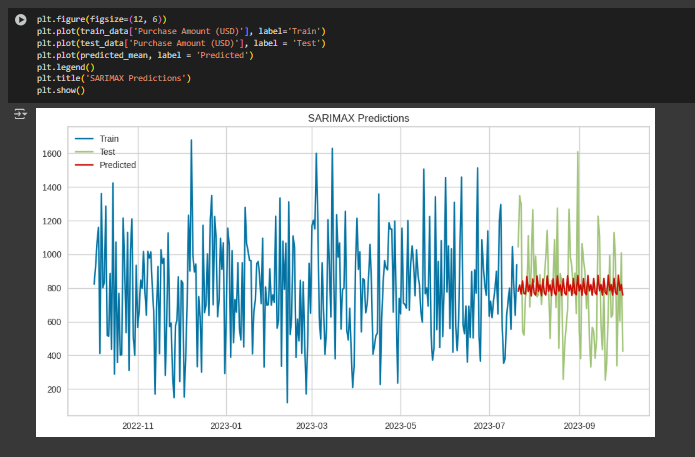 plt.figure(figsize=(12, 6))
plt.plot(train_data['Purchase Amount (USD)'], label='Train')
plt.plot(test_data['Purchase Amount (USD)'], label = 'Test')
plt.plot(predicted_mean, label = 'Predicted')
plt.legend()
plt.title('SARIMAX Predictions')
plt.show()
SARIMAX Predictions
Train
Test
Predicted
1600
1400
1200
1000
800
600
400
200
2022-11 2023-01 2023-03 2023-05 2023-07 2023-09